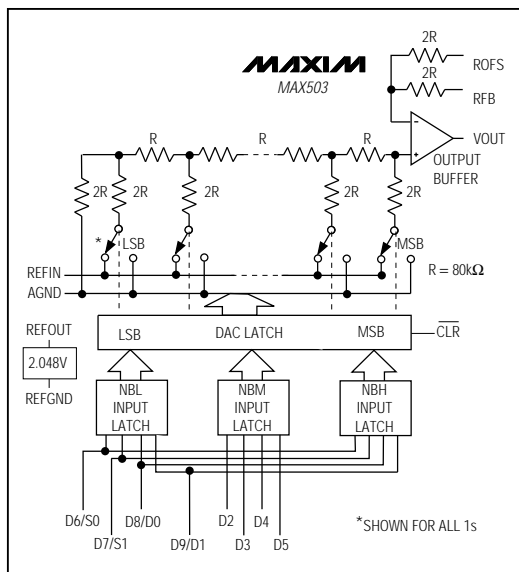 MAXIM
MAX503
2R
ROFS
2R
RFB
-
+
VOUT
OUTPUT
BUFFER
R
R
R
2R
2R
2R
2R
2R
*
LSB
MSB
REFIN
AGND
R = 80kΩ
REFOUT
2.048V
REFGND
LSB
DAC LATCH
MSB
CLR
NBL
INPUT
LATCH
NBM
INPUT
LATCH
NBH
INPUT
LATCH
D6/S0
D8/D0
D2
D4
D7/S1
D9/D1
D3
D5
*SHOWN FOR ALL 1s